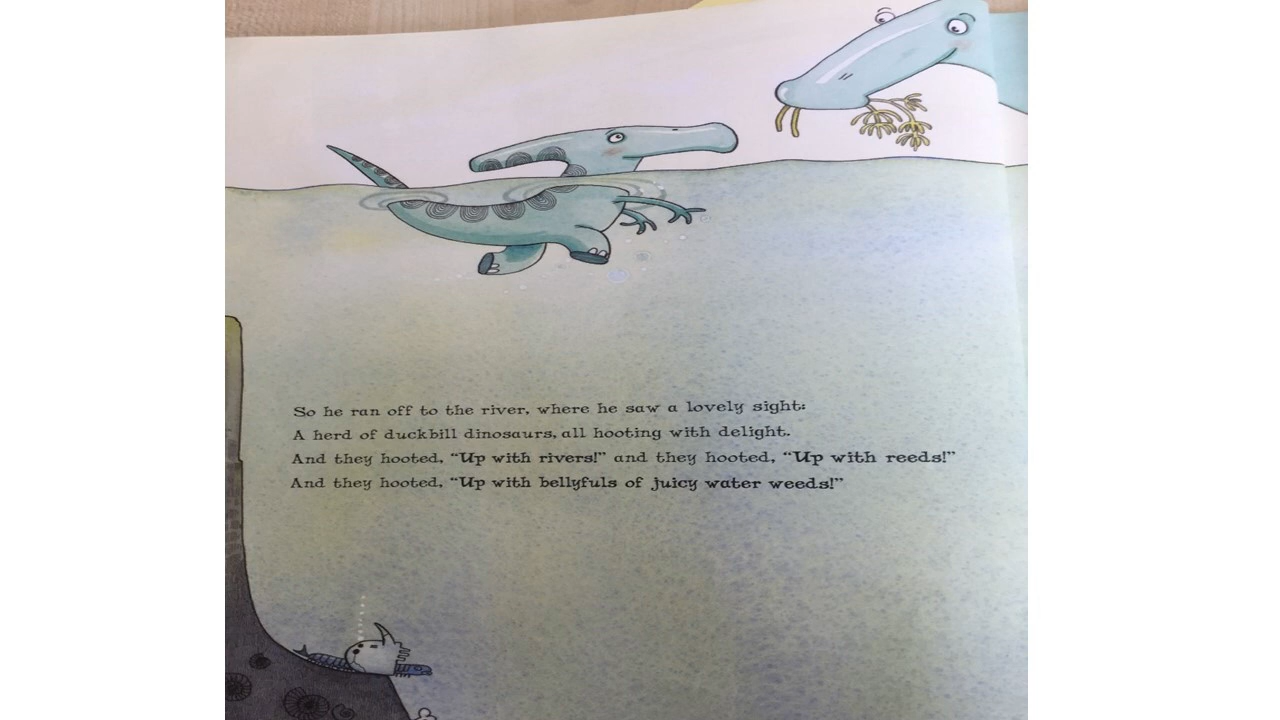 So he ran off to the river, where he saw a lovely sight:
A herd of duckbill dinosaurs, all hooting with delight.
And they hooted, “Up with rivers!” and they hooted, “Up with reeds!”
And they hooted, “Up with bellyfuls of juicy water weeds!”